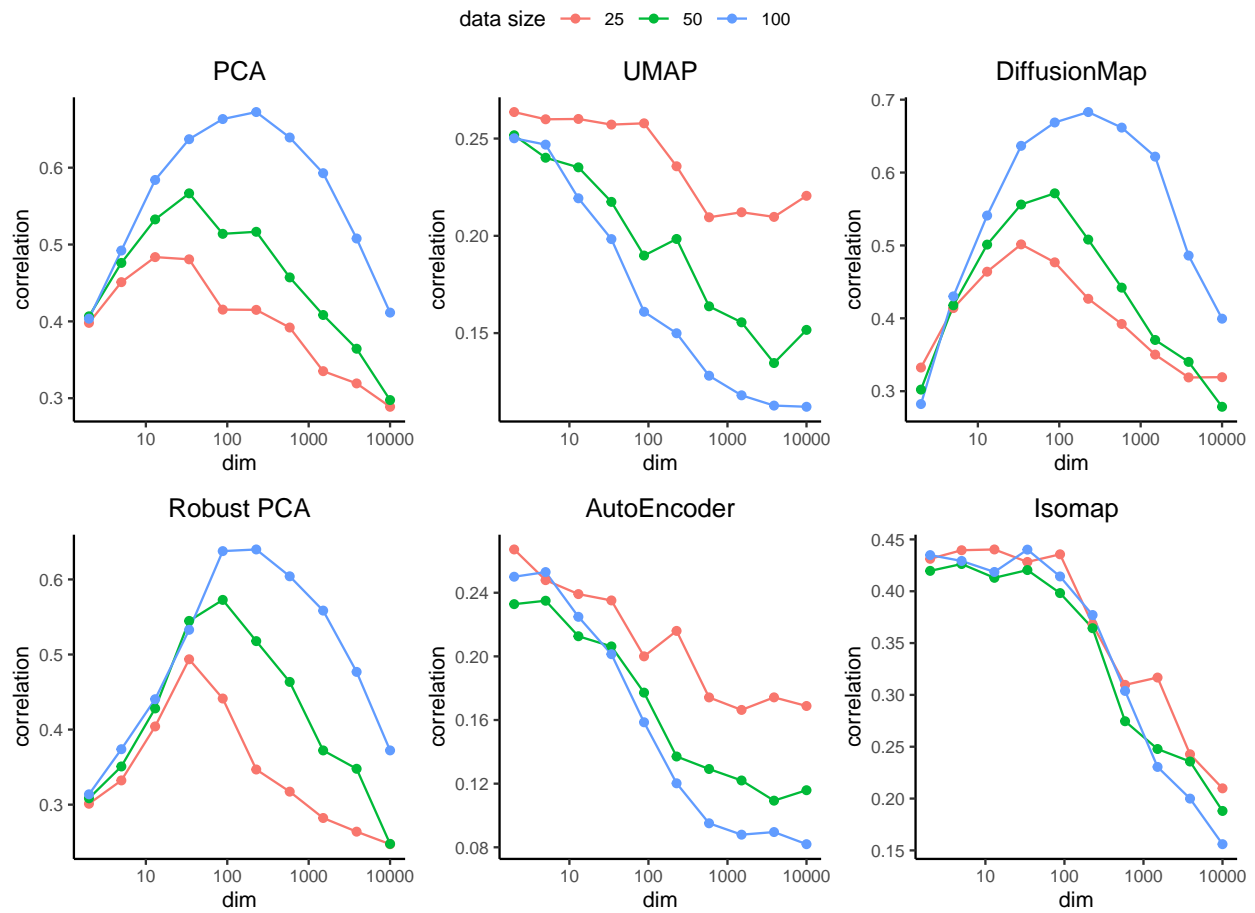 data size 25 50 100
PCA
0.6
0.5
0.4
0.3
correlation
10 100 1000 10000
dim
UMAP
0.25
0.20
0.15
correlation
10 100 1000 10000
dim
DiffusionMap
0.7
0.6
0.5
0.4
0.3
correlation
10 100 1000 10000
dim
Robust PCA
0.6
0.5
0.4
0.3
correlation
10 100 1000 10000
dim
AutoEncoder
0.24
0.20
0.16
0.12
0.08
correlation
10 100 1000 10000
dim
Isomap
0.45
0.40
0.35
0.30
0.25
0.20
0.15
correlation
10 100 1000 10000
dim